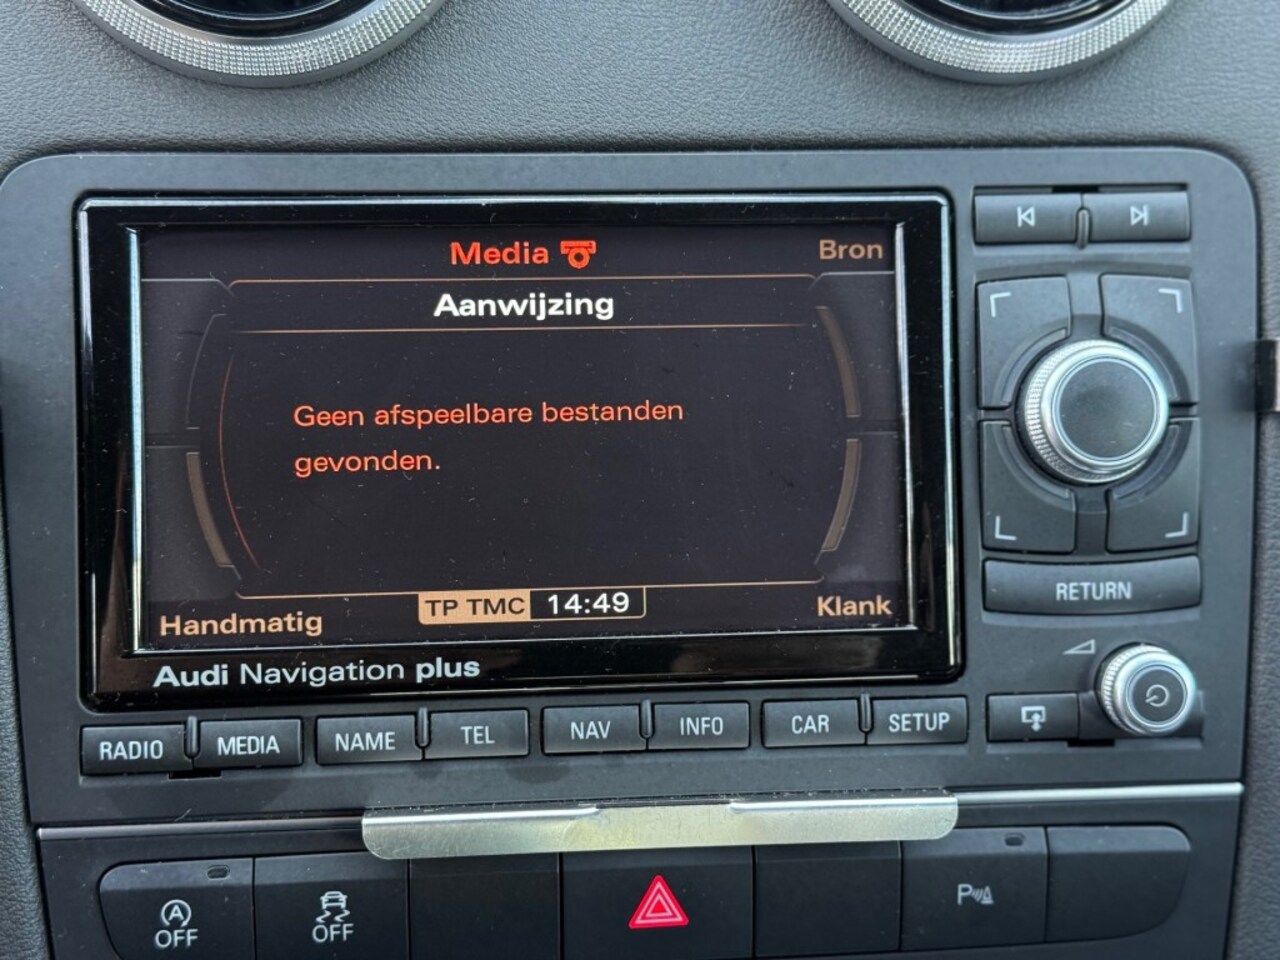 Media
Bron
Aanwijzing
Geen afspeelbare bestanden
gevonden.
Handmatig
TP TMC 14:49
Klank
Audi Navigation plus
RETURN
RADIO MEDIA NAME TEL NAV INFO CAR SETUP
A
OFF
OFF
P